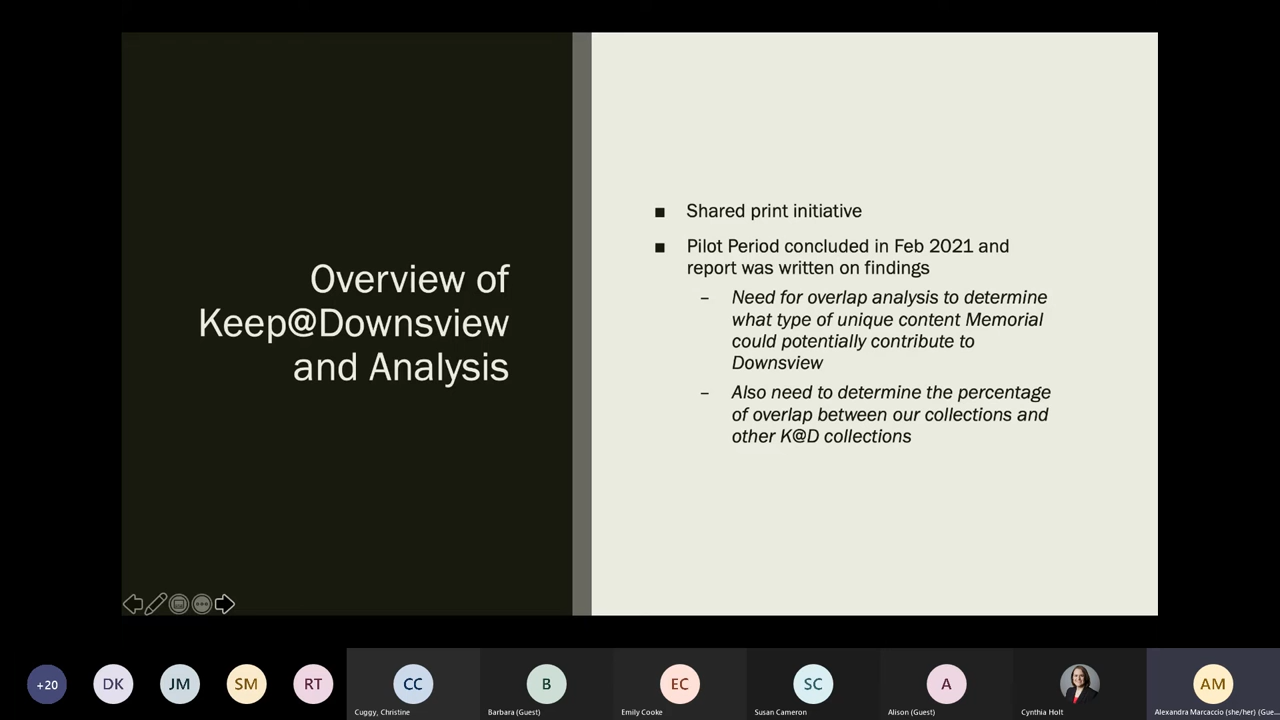 Overview of
Keep@Downsview
and Analysis
■ Shared print initiative
■ Pilot Period concluded in Feb 2021 and
report was written on findings
– Need for overlap analysis to determine
what type of unique content Memorial
could potentially contribute to
Downsview
– Also need to determine the percentage
of overlap between our collections and
other K@D collections
+20
DK
JM
SM
RT
CC
Cuggy, Christine
B
Barbara (Guest)
EC
Emily Cooke
SC
Susan Cameron
A
Alison (Guest)
Cynthia Holt
AM
Alexandra Marcaccio (she/her) (Gue...